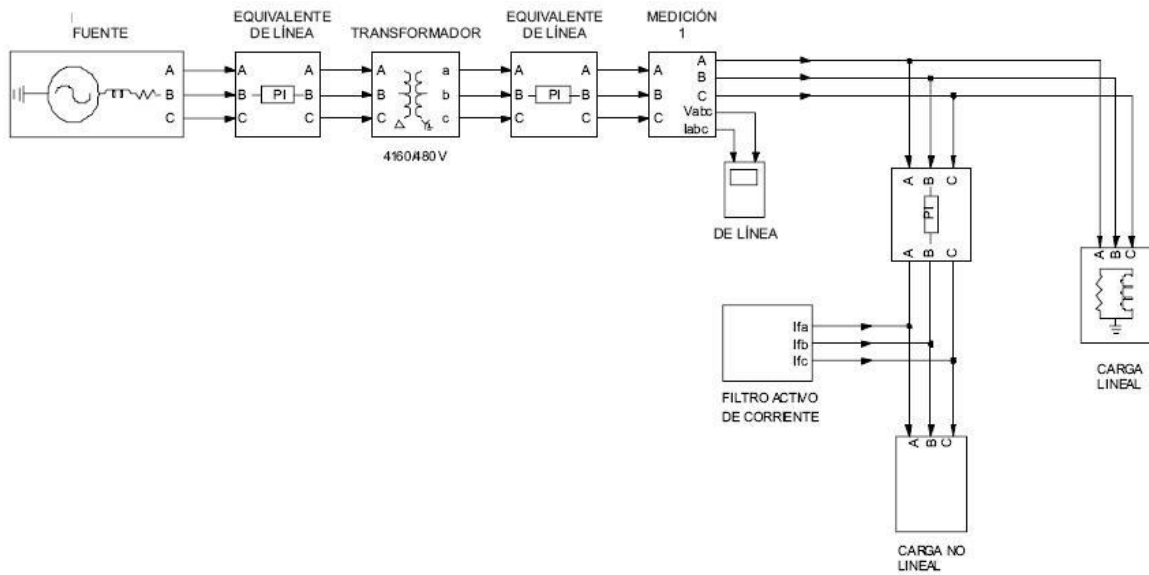 FUENTE
EQUIVALENTE
DE LÍNEA
TRANSFORMADOR
EQUIVALENTE
DE LÍNEA
MEDICIÓN
1
A
B
C
A
B
C
PI
A
B
C
A
B
C
a
b
c
4160/480 V
A
B
C
PI
A
B
C
A
B
C
A
B
C
Vabc
Iabc
DE LÍNEA
A B C
PI
A B C
A B C
CARGA
LINEAL
Ifa
Ifb
Ifc
FILTRO ACTIVO
DE CORRIENTE
A B C
CARGA NO
LINEAL